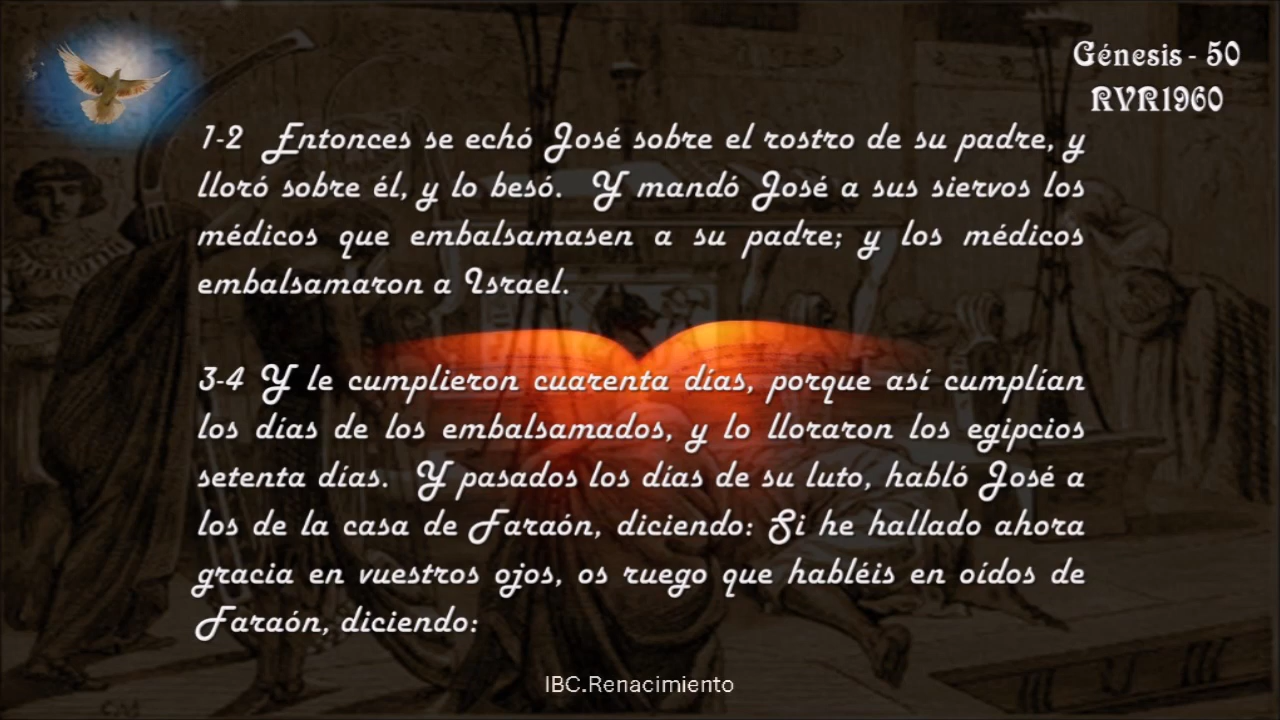 Génesis - 50
RVR1960
1-2 Entonces se echó José sobre el rostro de su padre, y
lloró sobre él, y lo besó. Y mandó José a sus siervos los
médicos que embalsamasen a su padre; y los médicos
embalsamaron a Israel.
3-4 Y le cumplieron cuarenta días, porque así cumplían
los días de los embalsamados, y lo lloraron los egipcios
setenta días. Y pasados los días de su luto, habló José a
los de la casa de Faraón, diciendo: Si he hallado ahora
gracia en vuestros ojos, os ruego que habléis en oídos de
Faraón, diciendo:
IBC.Renacimiento